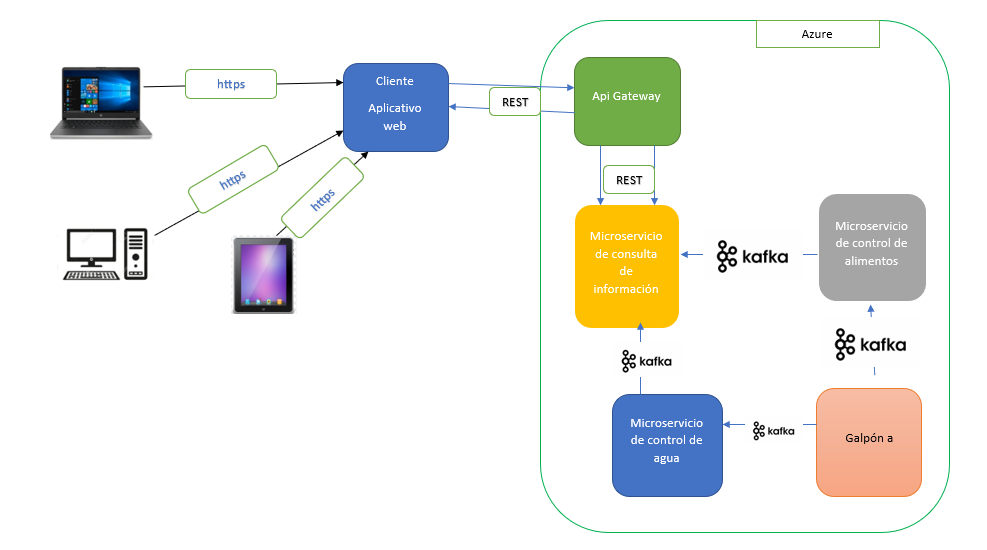 Azure
https
Cliente
Aplicativo
web
REST
Api Gateway
https
https
REST
Microservicio
de consulta
de
información
kafka
Microservicio
de control de
alimentos
kafka
kafka
Microservicio
de control de
agua
kafka
Galpón a